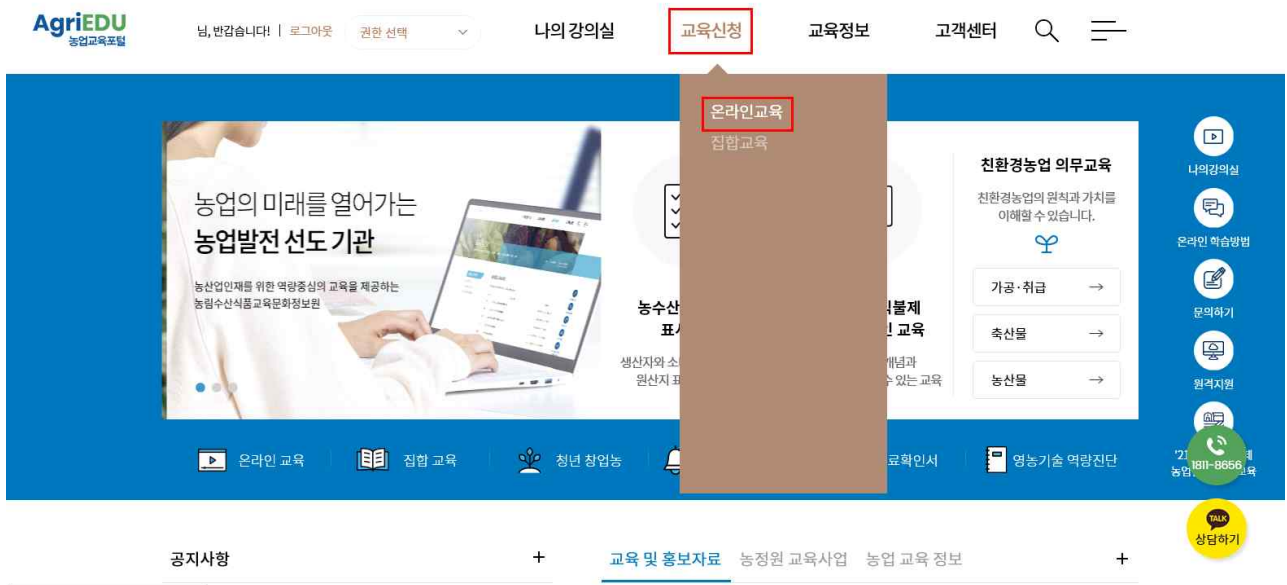 AgriEDU
농업교육포털
님, 반갑습니다! | 로그아웃
권한 선택
나의 강의실
교육신청
교육정보
고객센터
온라인교육
집합교육
농업의 미래를 열어가는
농업발전 선도 기관
농산업인재를 위한 역량중심의 교육을 제공하는
농림수산식품교육문화정보원
농수산
표시
생산자와 소
원산지 표
불제
교육
개념과
수 있는 교육
친환경농업 의무교육
친환경농업의 원칙과 가치를
이해할 수 있습니다.
가공·취급 →
축산물 →
농산물 →
나의강의실
온라인 학습방법
문의하기
원격지원
'21
농업
육
1811-8656
TALK
상담하기
온라인 교육
집합 교육
청년 창업농
료확인서
영농기술 역량진단
공지사항 +
교육 및 홍보자료 농정원 교육사업 농업 교육 정보 +